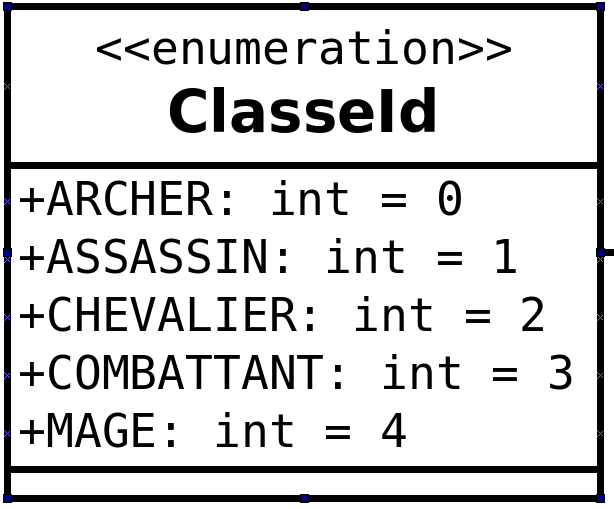 <<enumeration>>
ClasseId
+ARCHER: int = 0
+ASSASSIN: int = 1
+CHEVALIER: int = 2
+COMBATTANT: int = 3
+MAGE: int = 4